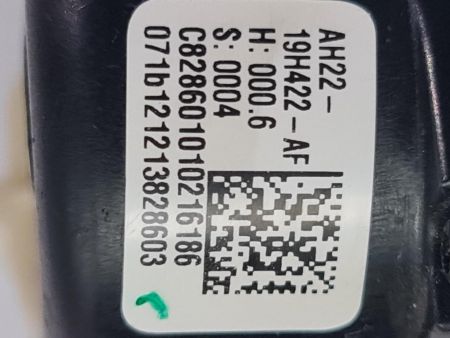 AH22-
19H422-AF
H: 000.6
S: 0004
C828601010216186
071b121213828603